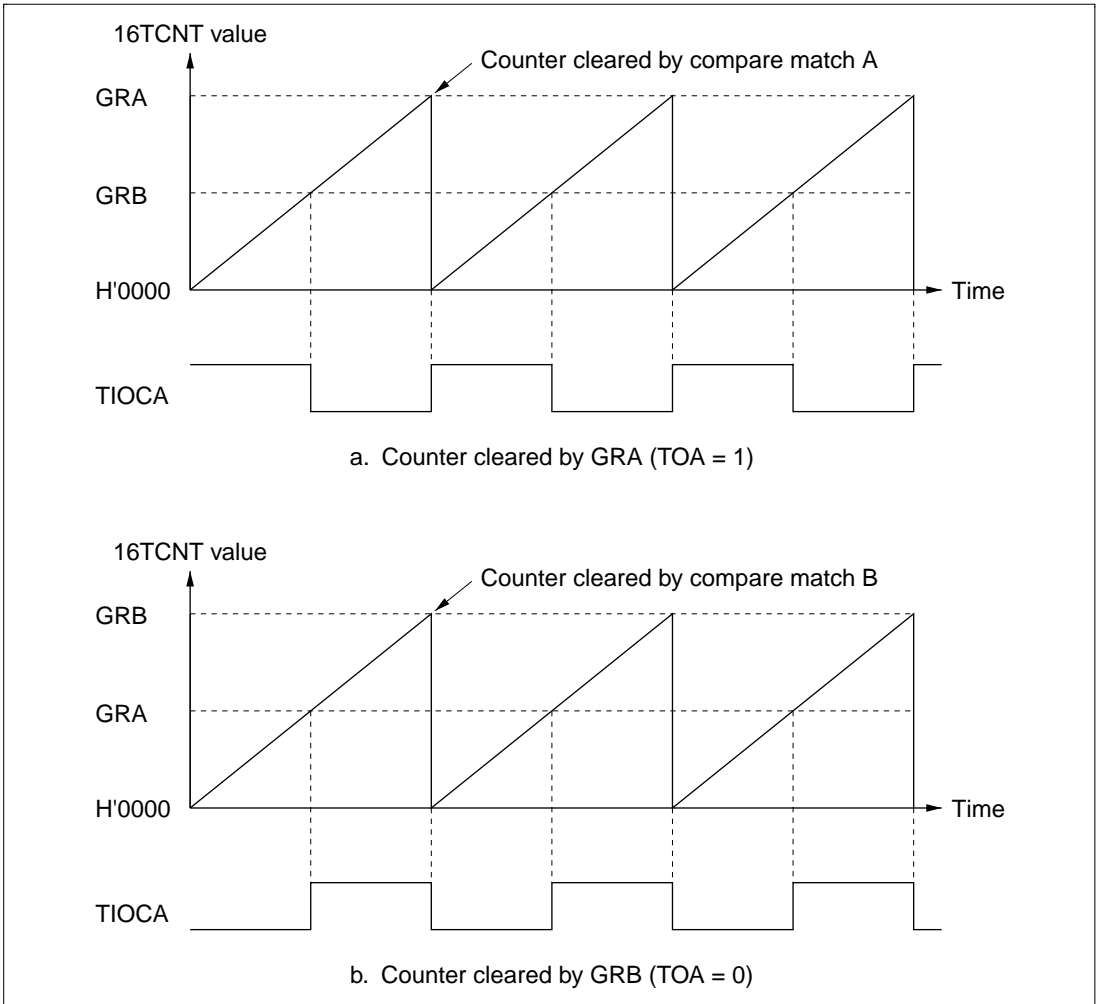 16TCNT value
Counter cleared by compare match A
GRA
GRB
H'0000
Time
TIOCA
a. Counter cleared by GRA (TOA = 1)
16TCNT value
Counter cleared by compare match B
GRB
GRA
H'0000
Time
TIOCA
b. Counter cleared by GRB (TOA = 0)